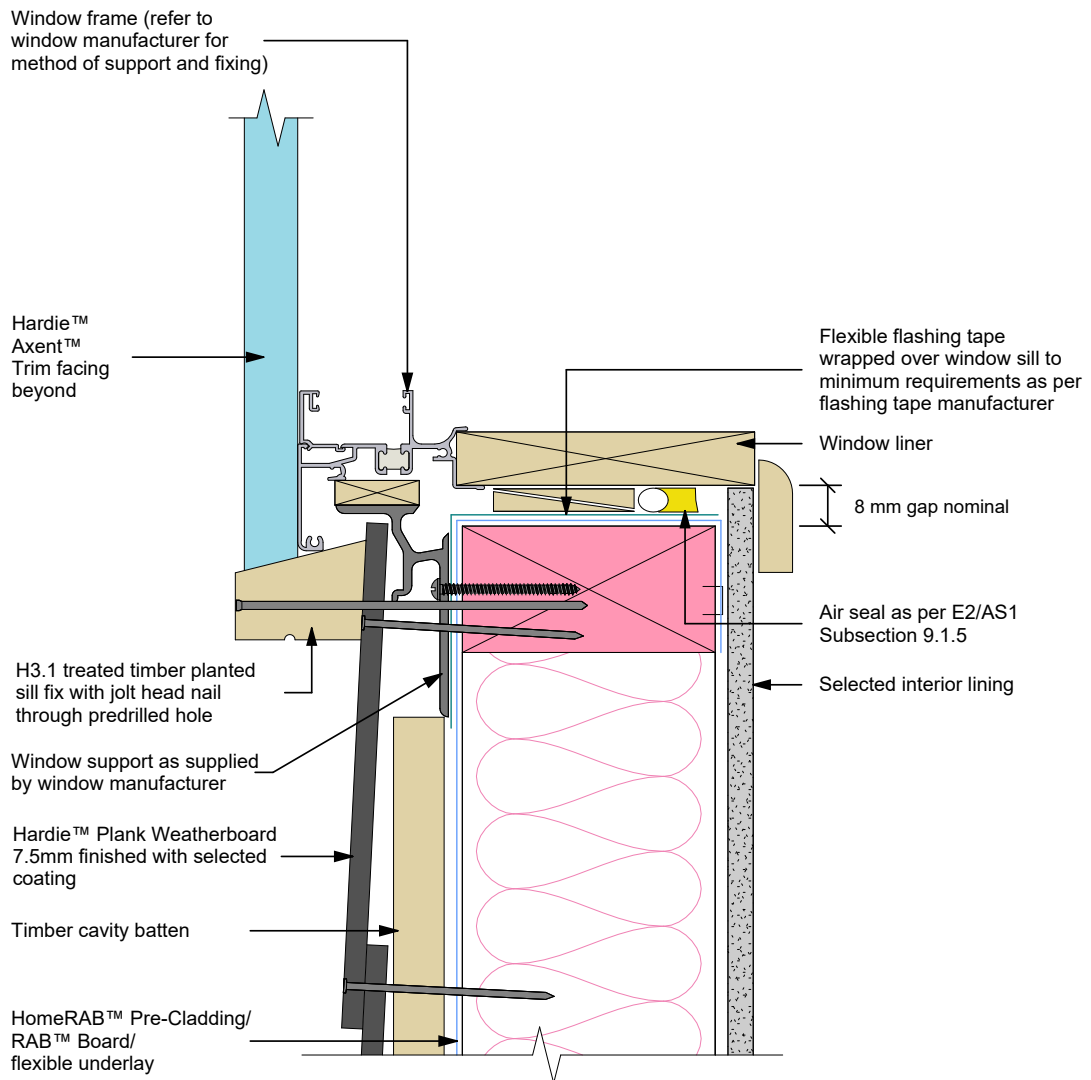 Window frame (refer to
window manufacturer for
method of support and fixing)
Hardie™
Axent™
Trim facing
beyond
Flexible flashing tape
wrapped over window sill to
minimum requirements as per
flashing tape manufacturer
Window liner
8 mm gap nominal
Air seal as per E2/AS1
Subsection 9.1.5
H3.1 treated timber planted
sill fix with jolt head nail
through predrilled hole
Selected interior lining
Window support as supplied
by window manufacturer
Hardie™ Plank Weatherboard
7.5mm finished with selected
coating
Timber cavity batten
HomeRAB™ Pre-Cladding/
RAB™ Board/
flexible underlay